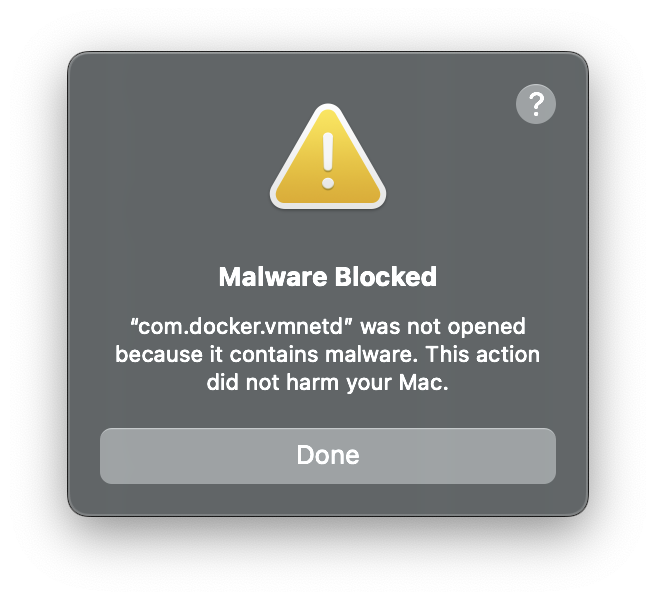 ?
Malware Blocked
“com.docker.vmnetd” was not opened
because it contains malware. This action
did not harm your Mac.
Done